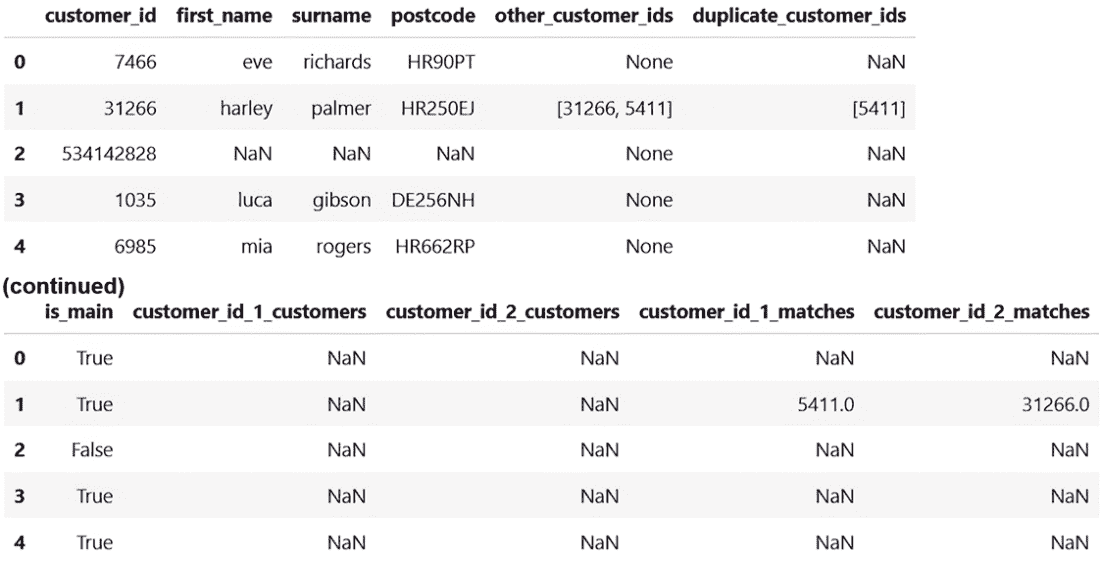 customer_id first_name surname postcode other_customer_ids duplicate_customer_ids
0 7466 eve richards HR90PT None NaN
1 31266 harley palmer HR250EJ [31266, 5411] [5411]
2 534142828 NaN NaN NaN None NaN
3 1035 luca gibson DE256NH None NaN
4 6985 mia rogers HR662RP None NaN
(continued)
is_main customer_id_1_customers customer_id_2_customers customer_id_1_matches customer_id_2_matches
0 True NaN NaN NaN NaN
1 True NaN NaN 5411.0 31266.0
2 False NaN NaN NaN NaN
3 True NaN NaN NaN NaN
4 True NaN NaN NaN NaN